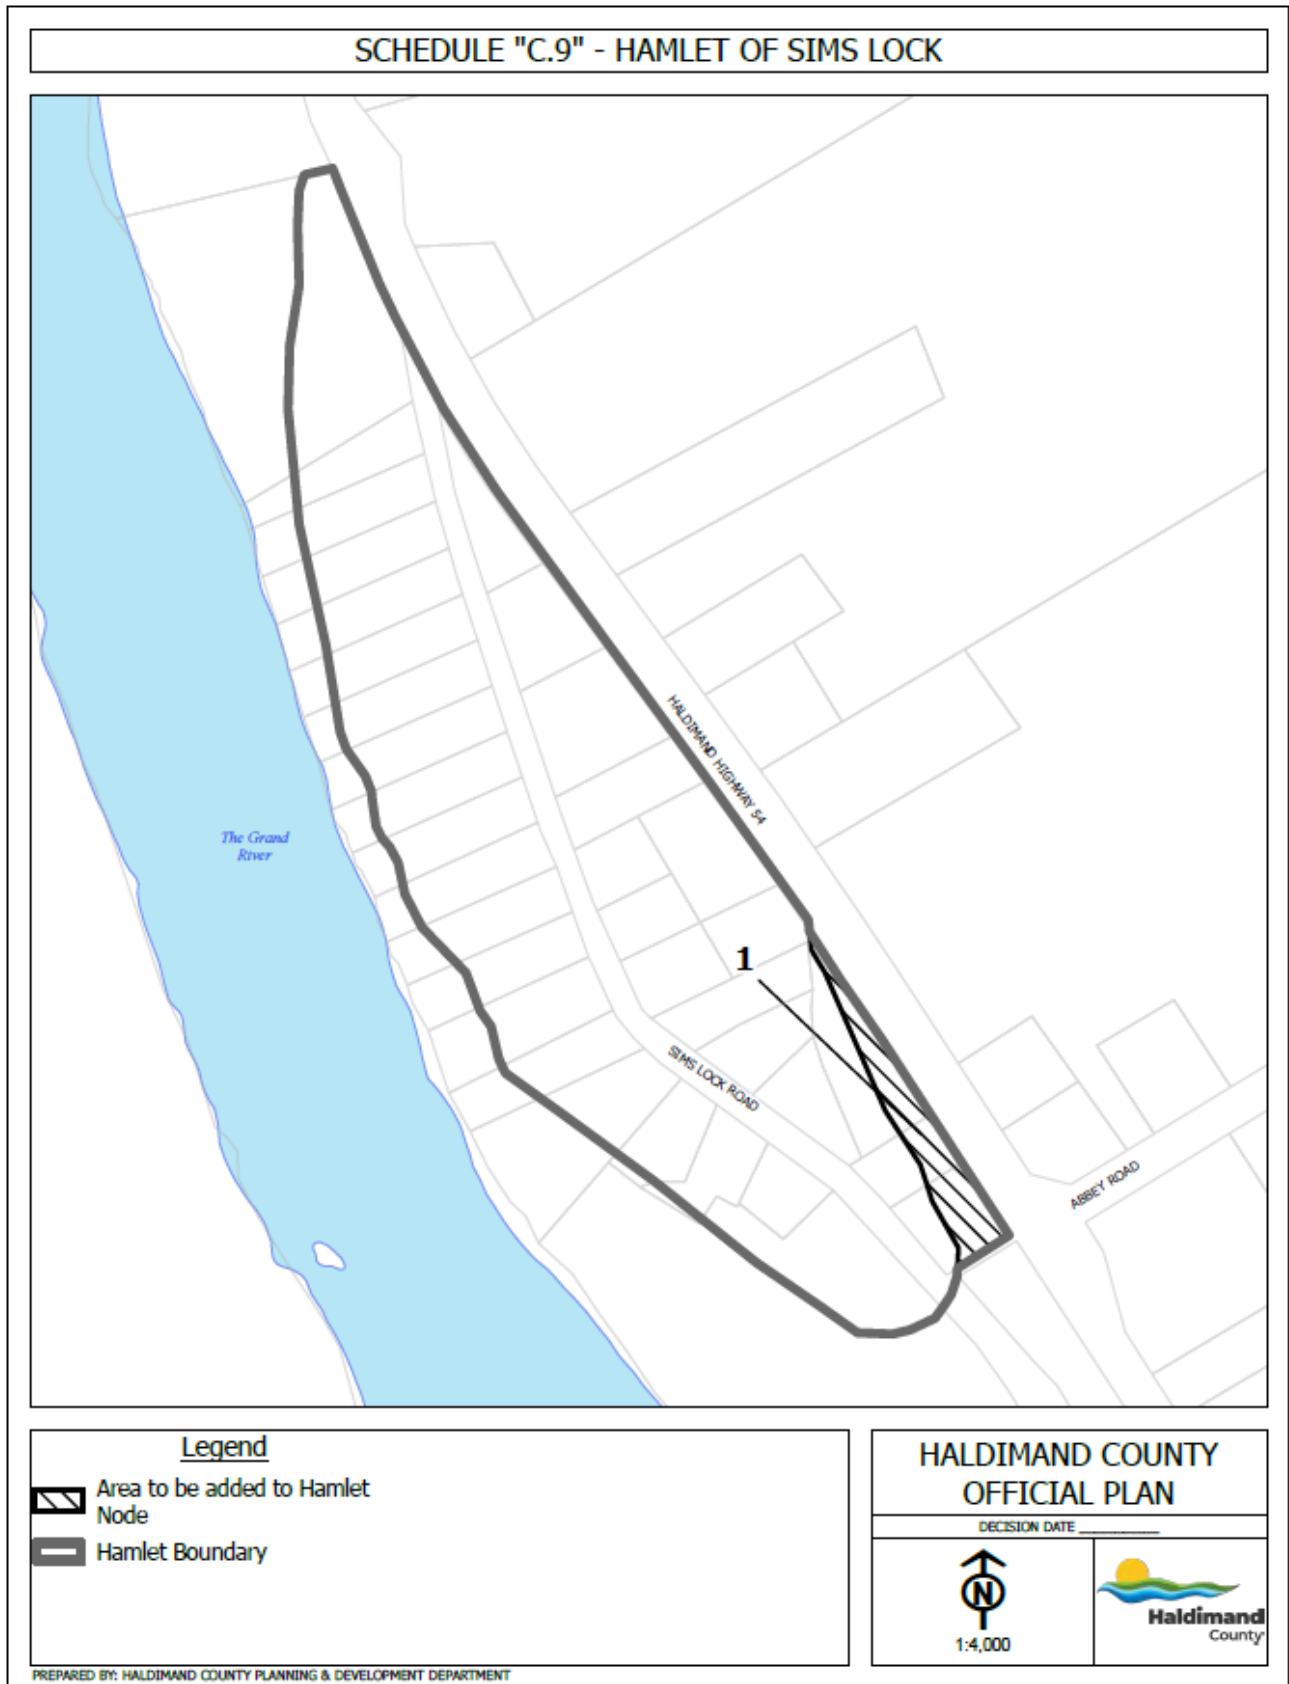 SCHEDULE "C.9" - HAMLET OF SIMS LOCK
HALDIMAND HIGHWAY 54
The Grand
River
1
SIMS LOCK ROAD
ABBEY ROAD
Legend
Area to be added to Hamlet
Node
Hamlet Boundary
HALDIMAND COUNTY
OFFICIAL PLAN
DECISION DATE ___________
N
1:4,000
Haldimand
County
PREPARED BY: HALDIMAND COUNTY PLANNING & DEVELOPMENT DEPARTMENT